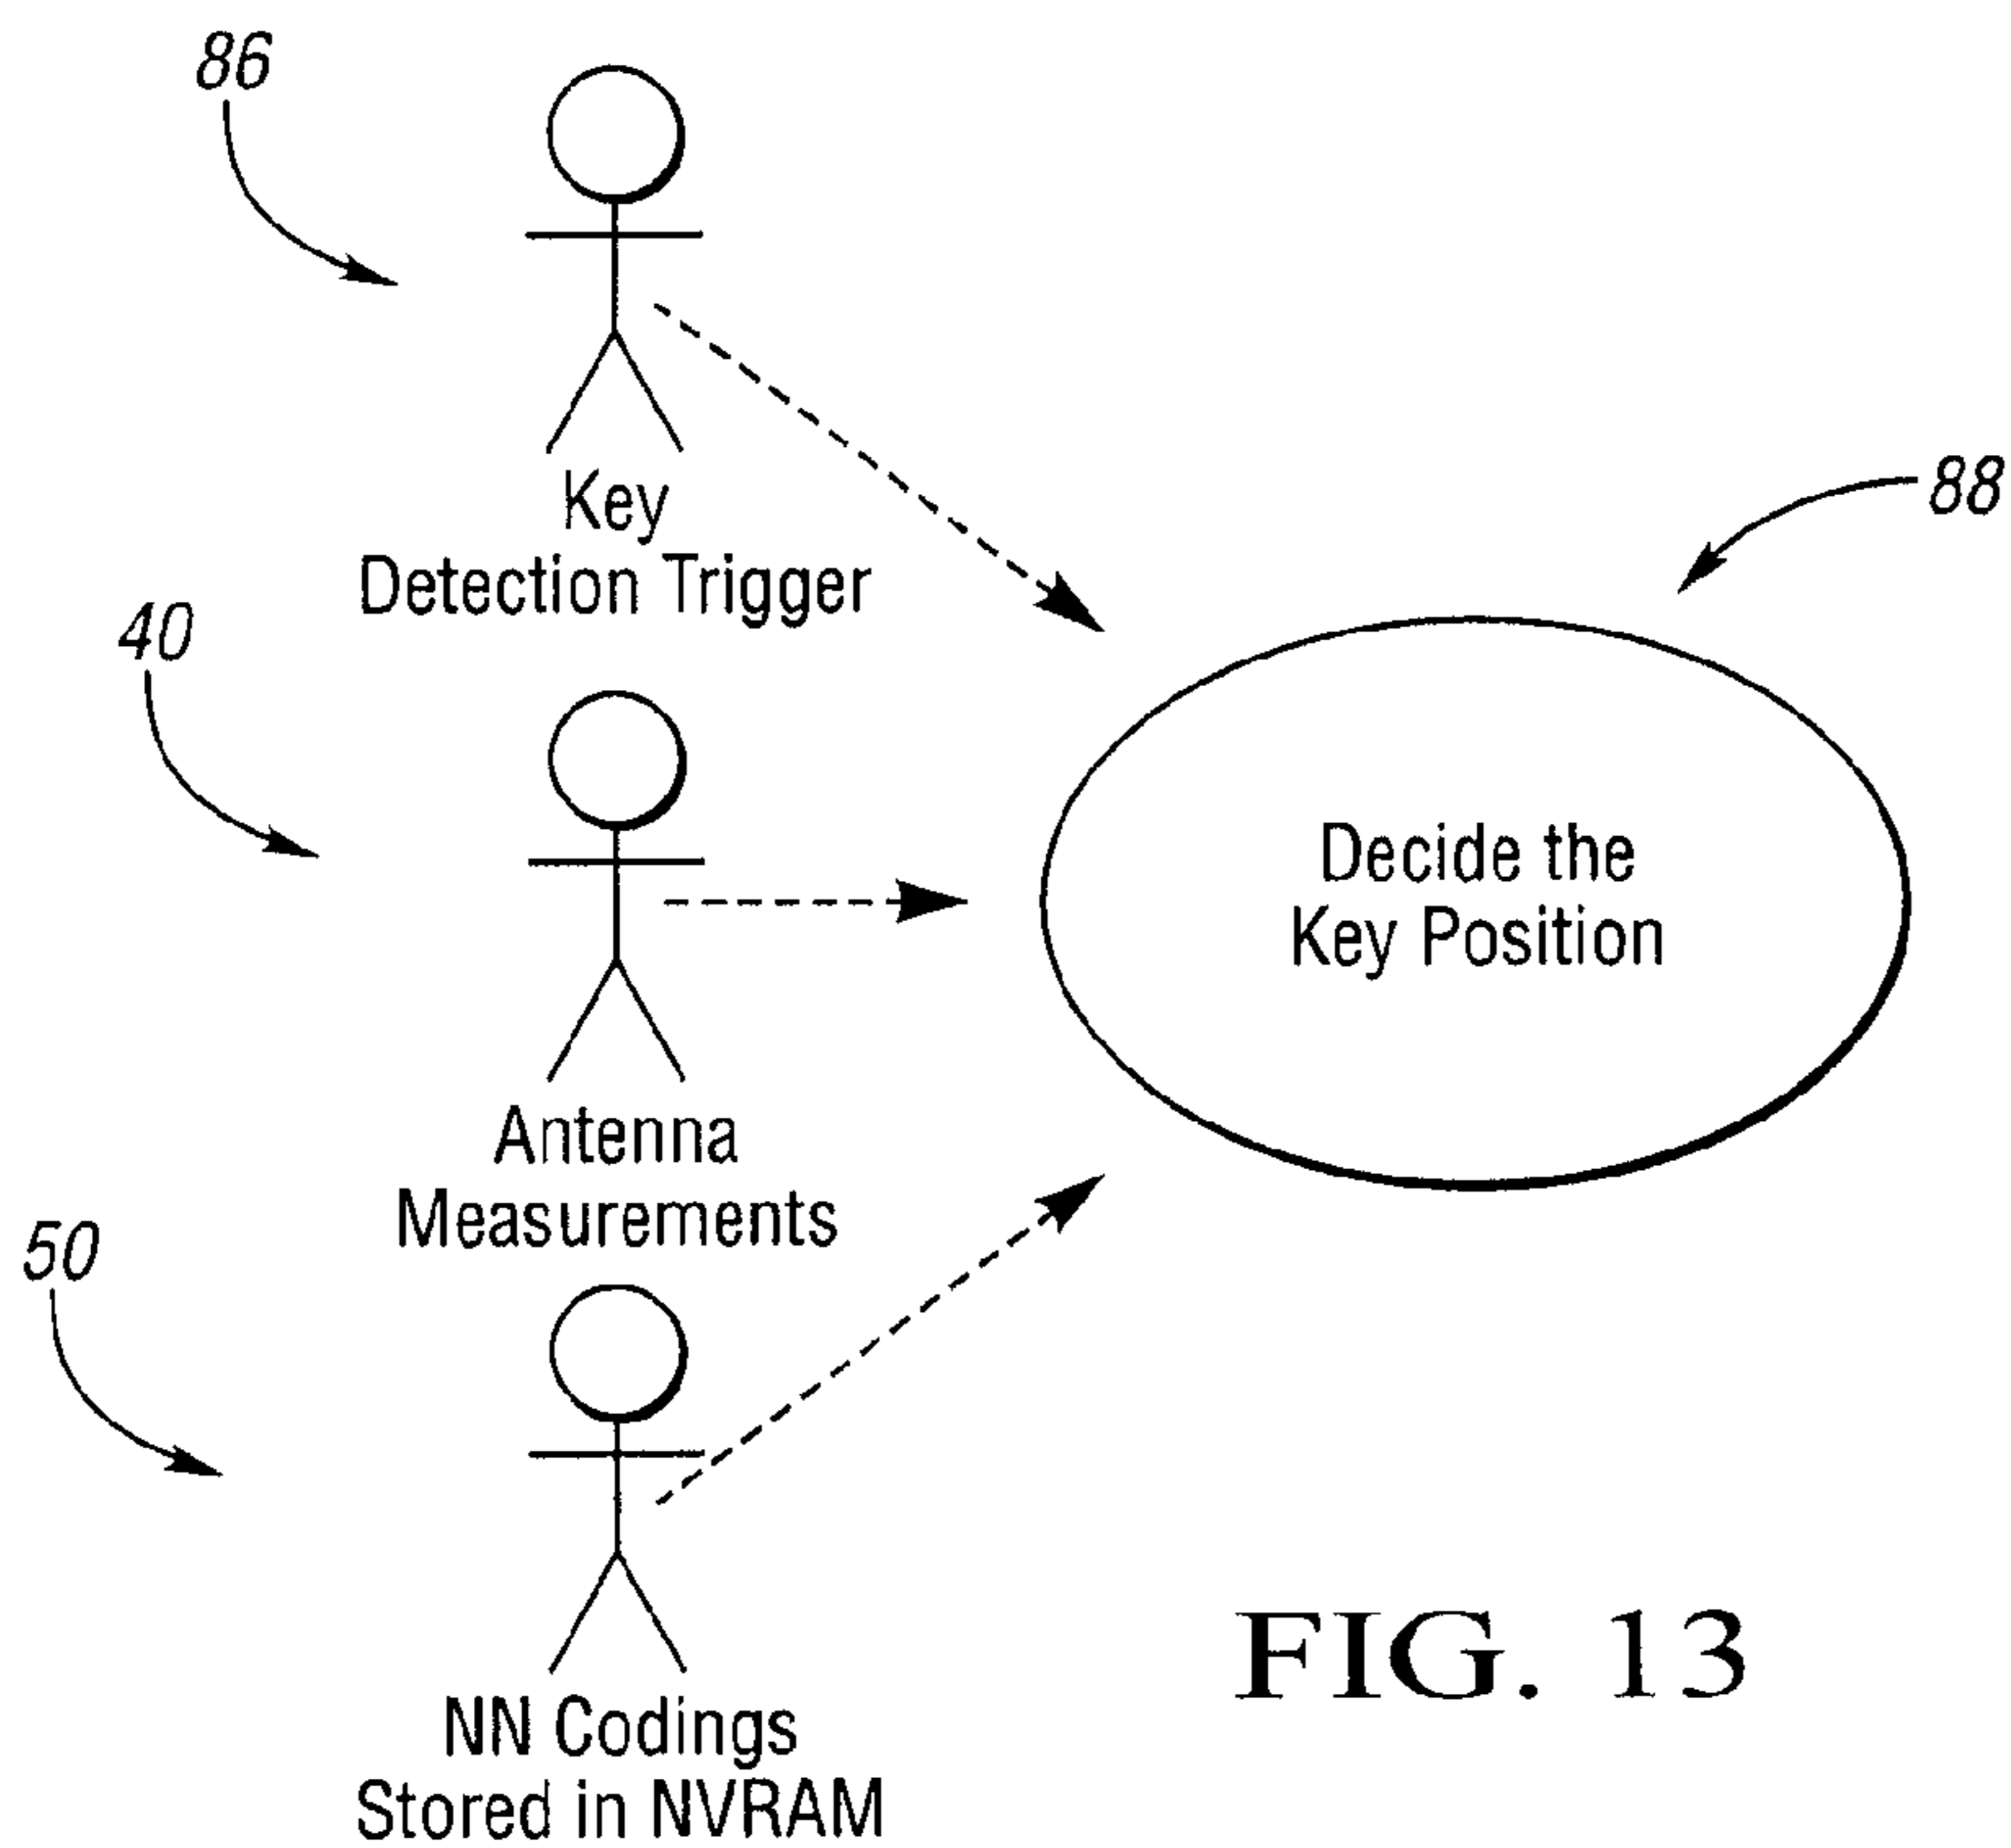 86
Key
Detection Trigger
88
40
Decide the
Key Position
Antenna
Measurements
50
NN Codings
Stored in NVRAM
FIG. 13